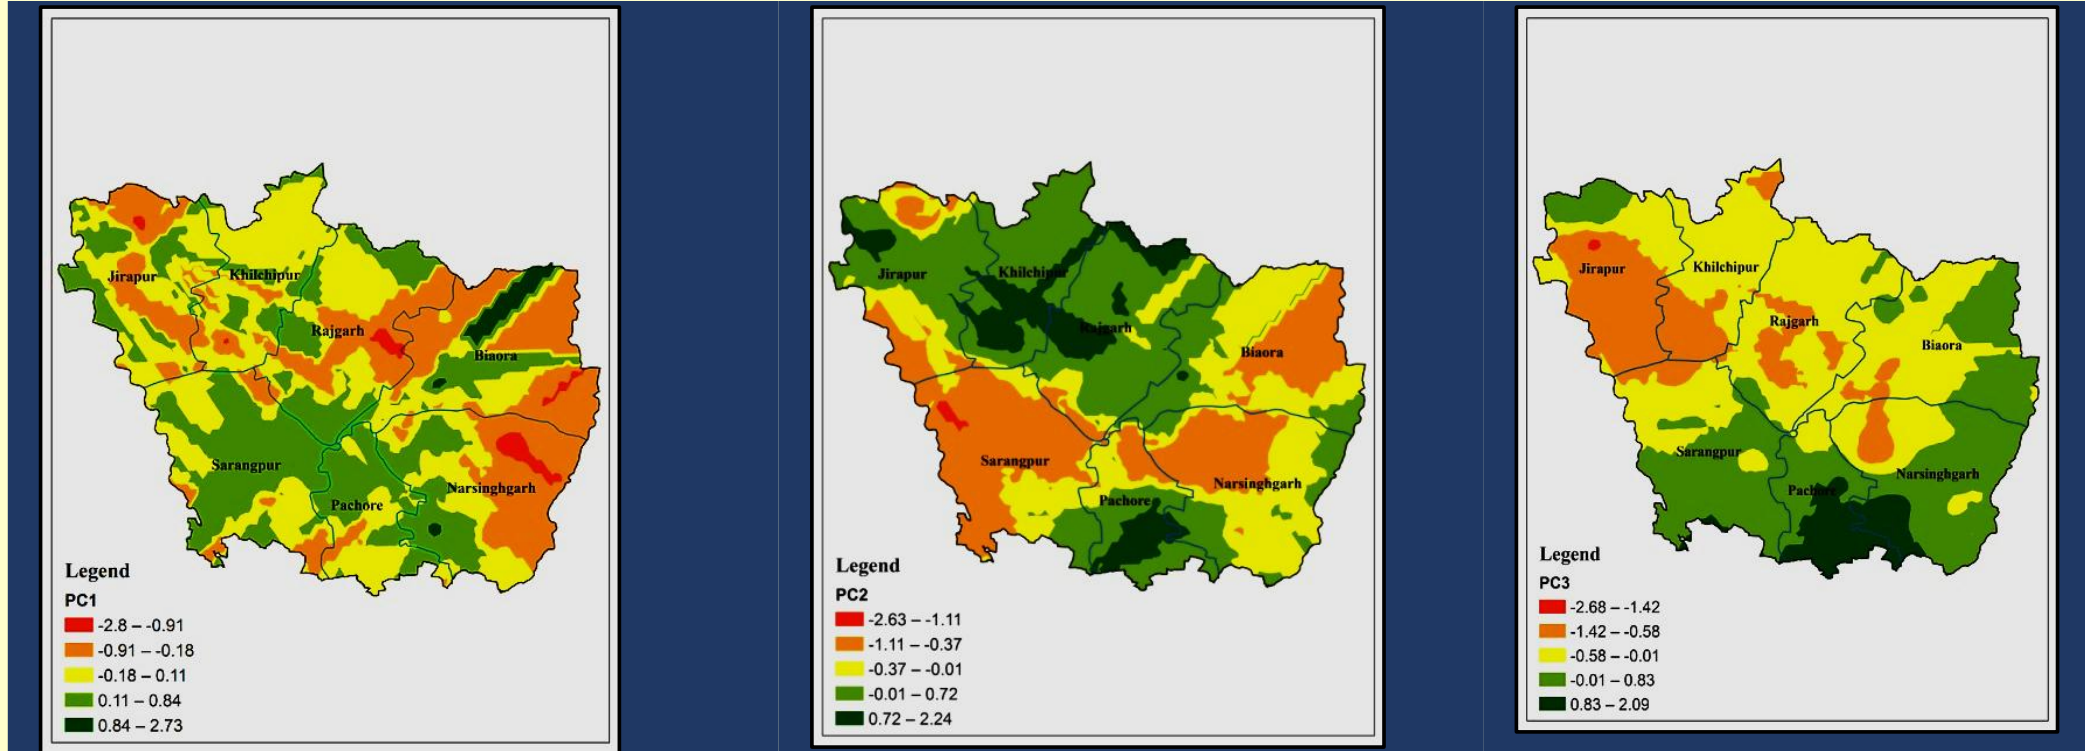 Jirapur
Khilchipur
Rajgarh
Biaora
Sarangpur
Narsinghgarh
Pachore
Legend
PC1
-2.8 – -0.91
-0.91 – -0.18
-0.18 – 0.11
0.11 – 0.84
0.84 – 2.73
Jirapur
Khilchipur
Rajgarh
Biaora
Sarangpur
Narsinghgarh
Pachore
Legend
PC2
-2.63 – -1.11
-1.11 – -0.37
-0.37 – -0.01
-0.01 – 0.72
0.72 – 2.24
Jirapur
Khilchipur
Rajgarh
Biaora
Sarangpur
Narsinghgarh
Pachore
Legend
PC3
-2.68 – -1.42
-1.42 – -0.58
-0.58 – -0.01
-0.01 – 0.83
0.83 – 2.09